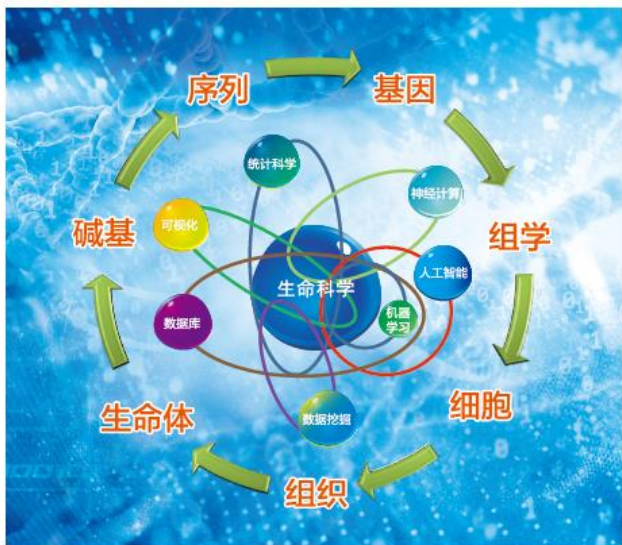 序列
基因
统计科学
神经计算
可视化
碱基
组学
人工智能
生命科学
数据库
机器
学习
生命体
数据挖掘
细胞
组织